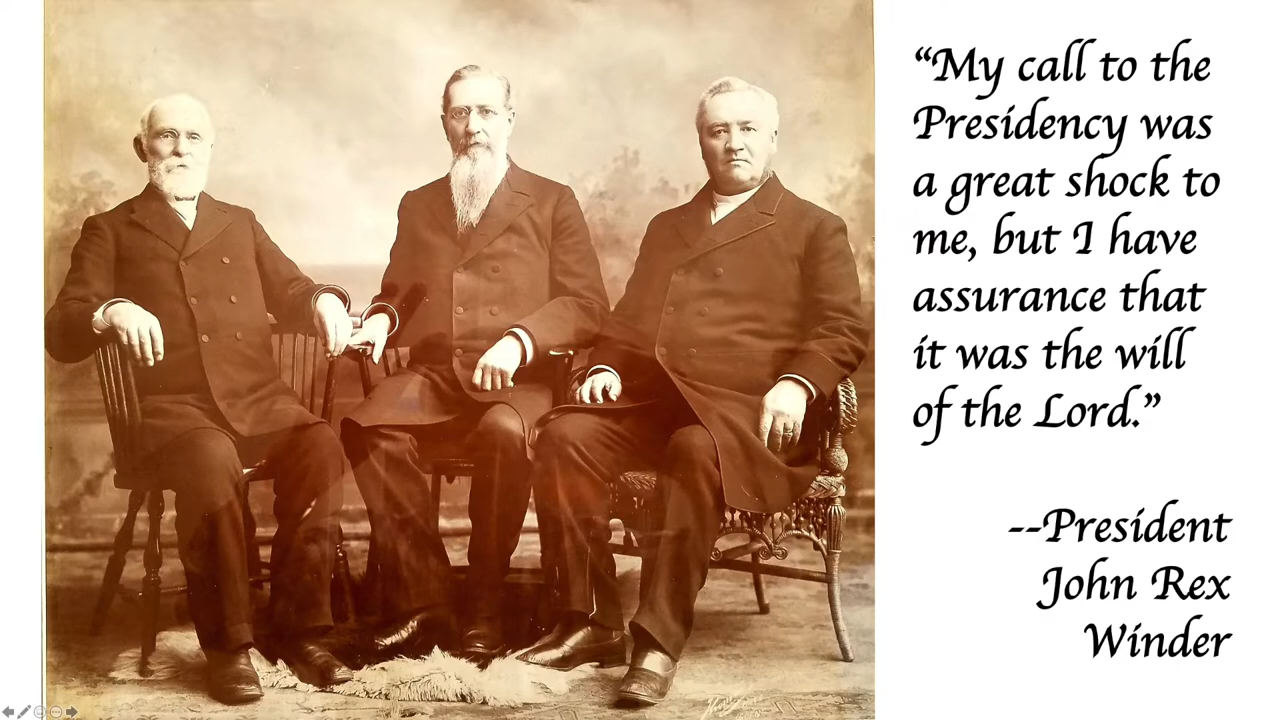 “My call to the
Presidency was
a great shock to
me, but I have
assurance that
it was the will
of the Lord.”
--President
John Rex
Winder